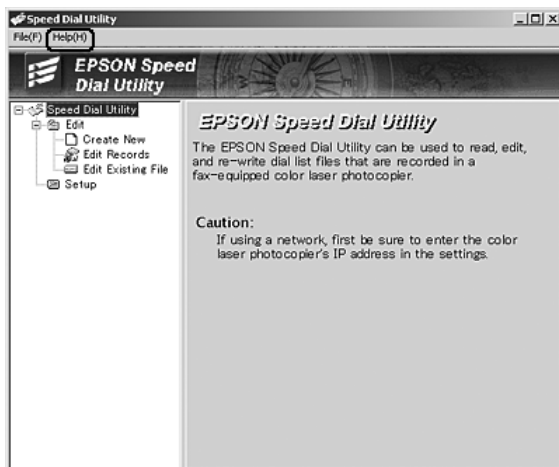 Speed Dial Utility
File(F) Help(H)
EPSON Speed
Dial Utility
Speed Dial Utility
Edit
Create New
Edit Records
Edit Existing File
Setup
EPSON Speed Dial Utility
The EPSON Speed Dial Utility can be used to read, edit,
and re-write dial list files that are recorded in a
fax-equipped color laser photocopier.
Caution:
If using a network, first be sure to enter the color
laser photocopier's IP address in the settings.